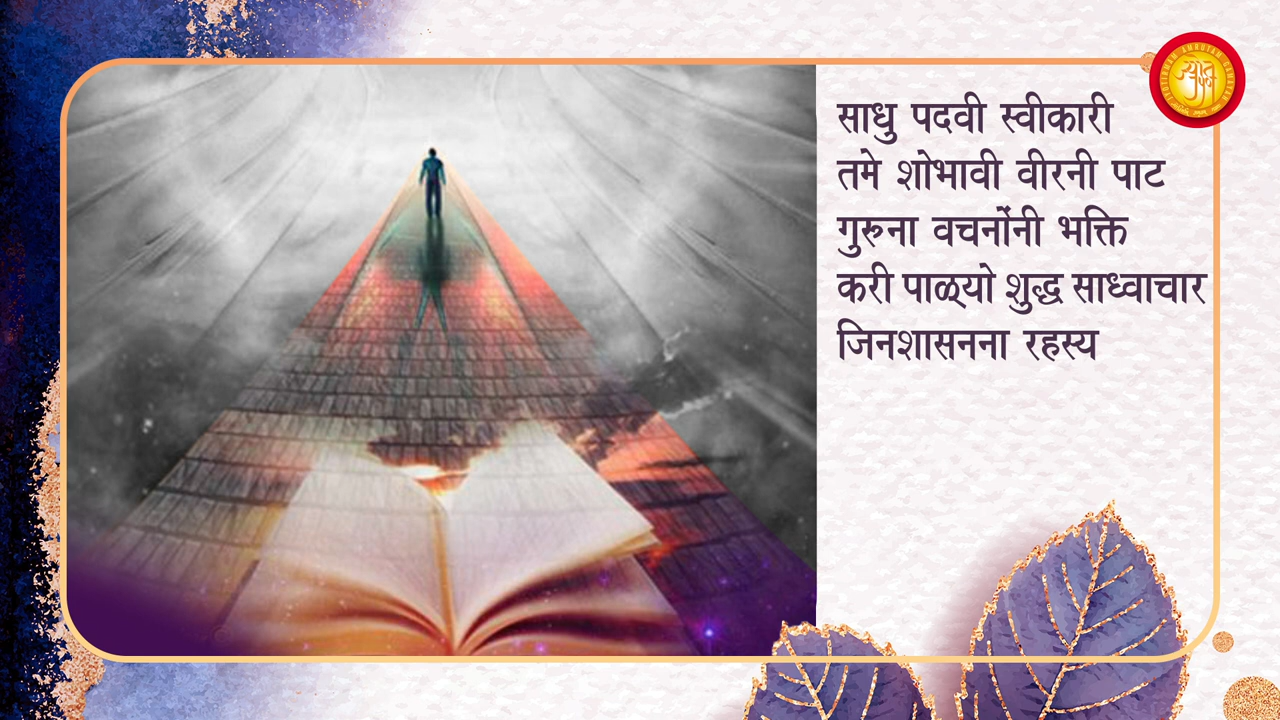 साधु पदवी स्वीकारी
तमे शोभावी वीरनी पाट
गुरुना वचनोंनी भक्ति
करी पाळ्यो शुद्ध साध्वाचार
जिनशासनना रहस्य